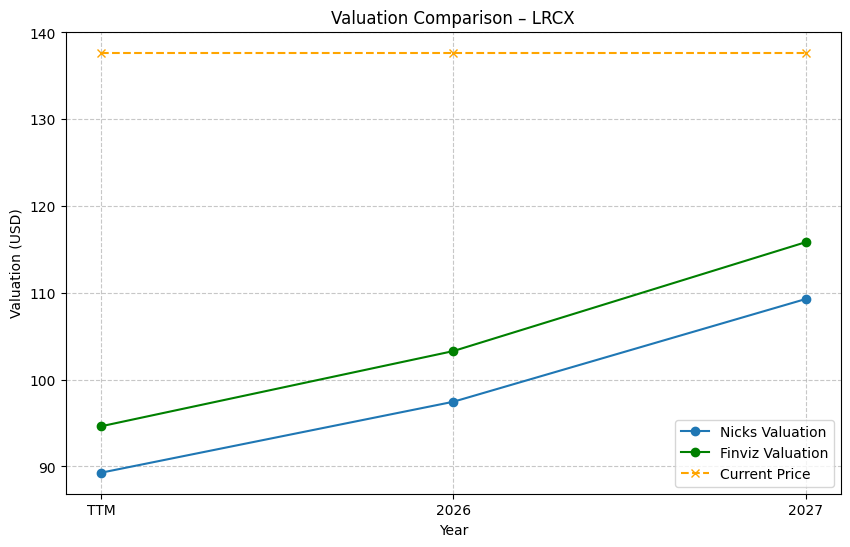 Valuation Comparison – LRCX
Valuation (USD)
140
130
120
110
100
90
TTM
2026
2027
Year
Nicks Valuation
Finviz Valuation
Current Price